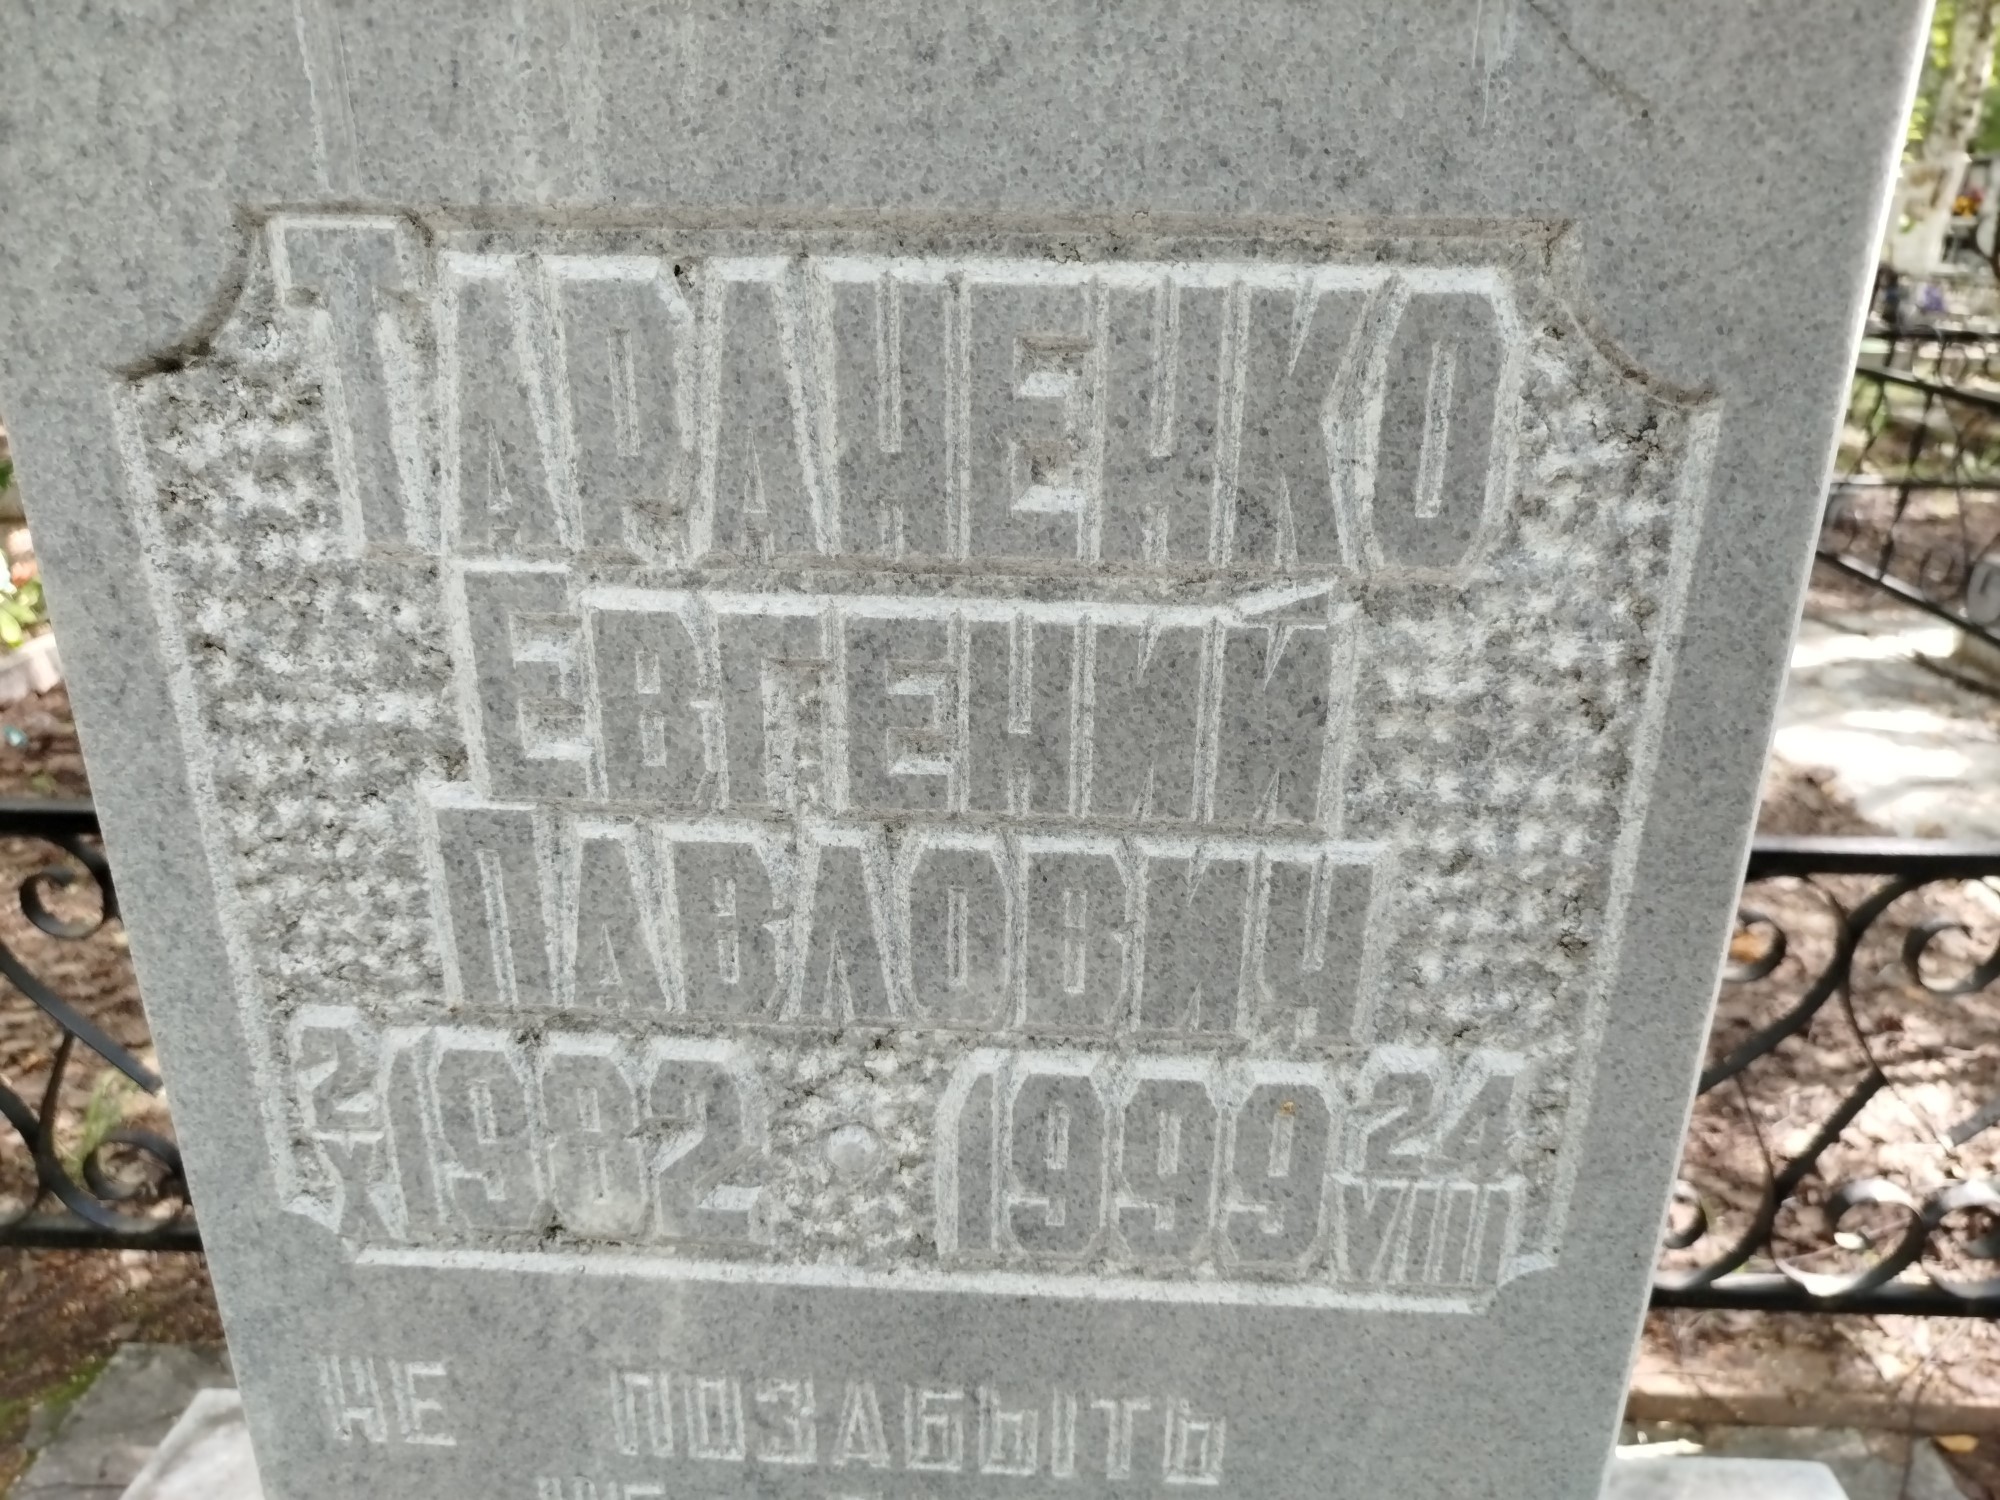 ТАРАНЕНКО
ЕВГЕНИЙ
ПАВЛОВИЧ
2 X 1982 1999 24 VIII
НЕ ПОЗАБЫТЬ